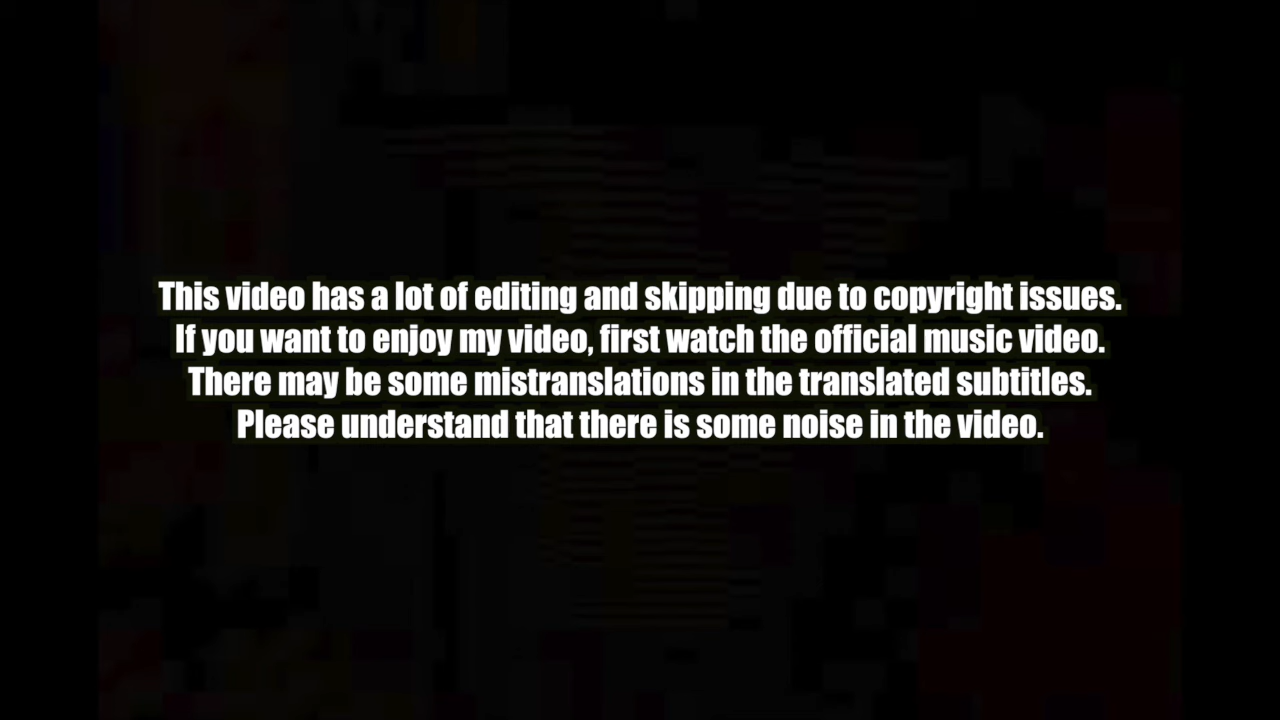 This video has a lot of editing and skipping due to copyright issues.
If you want to enjoy my video, first watch the official music video.
There may be some mistranslations in the translated subtitles.
Please understand that there is some noise in the video.